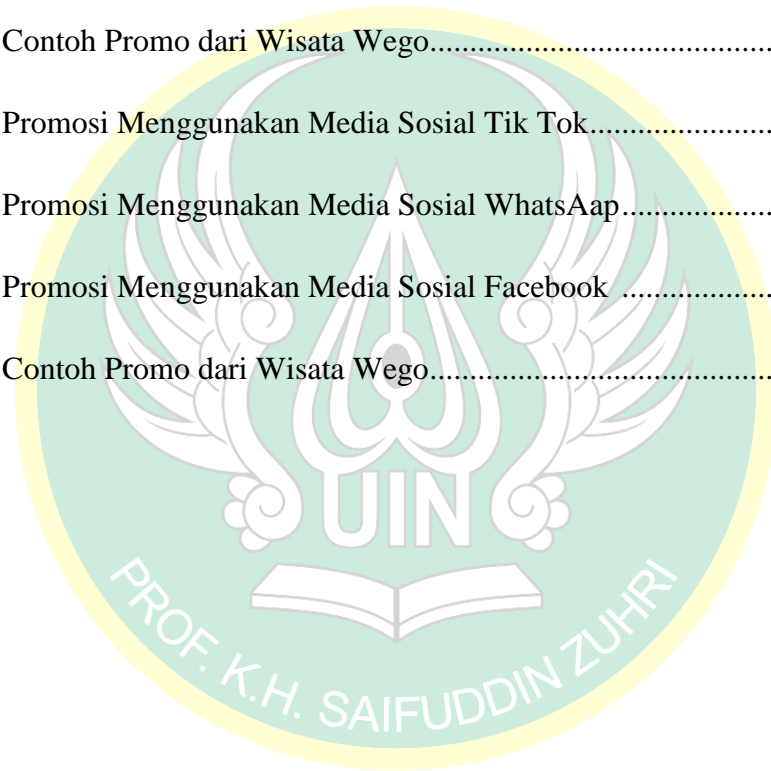 Contoh Promo dari Wisata Wego....................................
Promosi Menggunakan Media Sosial Tik Tok...................
Promosi Menggunakan Media Sosial WhatsAap................
Promosi Menggunakan Media Sosial Facebook ................
Contoh Promo dari Wisata Wego....................................
UIN
PROF. K.H. SAIFUDDIN ZUHRI